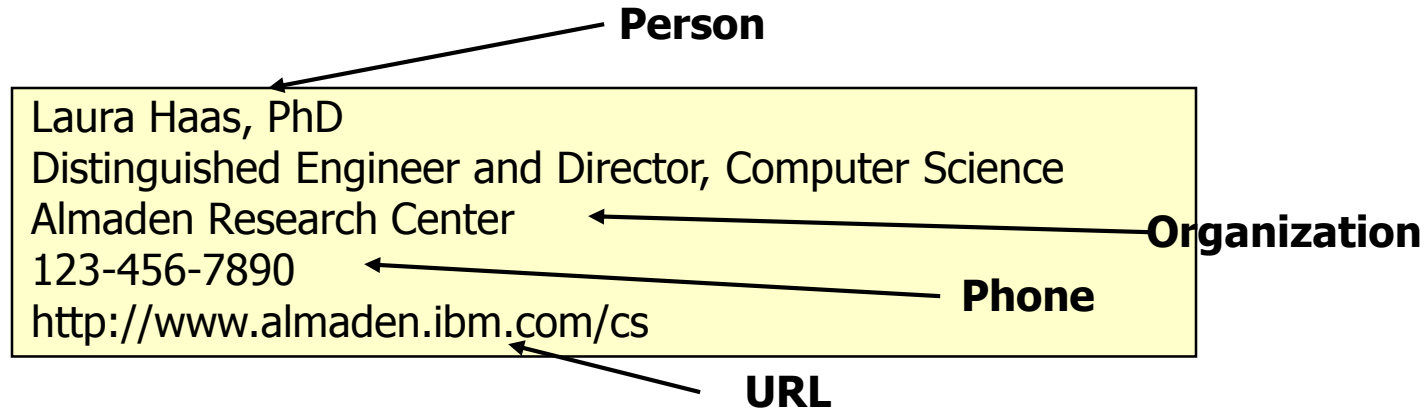 Person
Laura Haas, PhD
Distinguished Engineer and Director, Computer Science
Almaden Research Center
Organization
123-456-7890
Phone
http://www.almaden.ibm.com/cs
URL